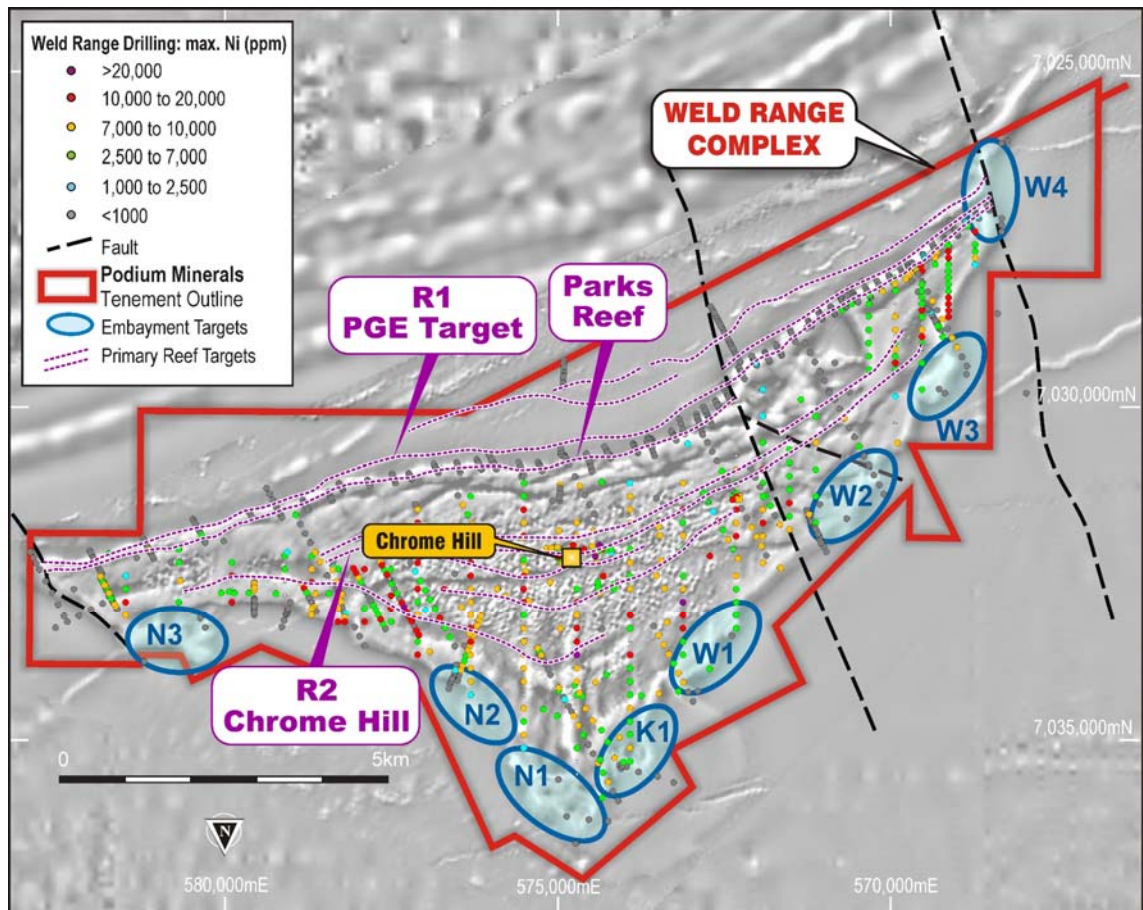 Weld Range Drilling: max. Ni (ppm)
>20,000
10,000 to 20,000
7,000 to 10,000
2,500 to 7,000
1,000 to 2,500
<1000
Fault
Podium Minerals
Tenement Outline
Embayment Targets
Primary Reef Targets
7,025,000mN
WELD RANGE
COMPLEX
W4
R1
PGE Target
Parks
Reef
7,030,000mN
W3
W2
Chrome Hill
N3
W1
R2
Chrome Hill
N2
K1
7,035,000mN
N1
0
5km
N
580,000mE
575,000mE
570,000mE